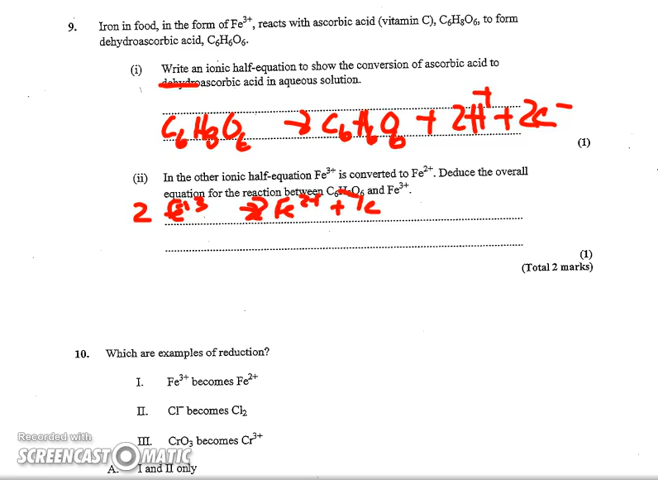 9. Iron in food, in the form of Fe³⁺, reacts with ascorbic acid (vitamin C), C₆H₈O₆, to form
dehydroascorbic acid, C₆H₆O₆.
(i) Write an ionic half-equation to show the conversion of ascorbic acid to
dehydroascorbic acid in aqueous solution.
C₆H₈O₆ → C₆H₆O₆ + 2H⁺ + 2e⁻
(1)
(ii) In the other ionic half-equation Fe³⁺ is converted to Fe²⁺. Deduce the overall
equation for the reaction between C₆H₈O₆ and Fe³⁺.
2 Fe⁺³ → 2Fe²⁺ +
(1)
(Total 2 marks)
10. Which are examples of reduction?
I. Fe³⁺ becomes Fe²⁺
II. Cl⁻ becomes Cl₂
III. CrO₃ becomes Cr³⁺
Recorded with
SCREENCAST O MATIC
A. I and II only